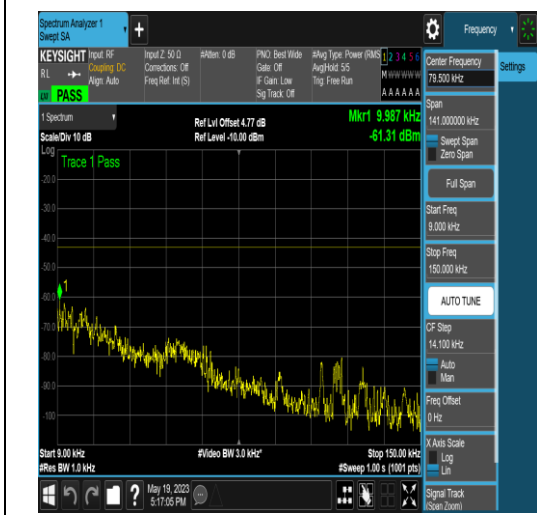 Spectrum Analyzer 1
Swept SA
+
Frequency
KEYSIGHT
Input: RF
Coupling: DC
Align: Auto
Input Z: 50 Ω
Corrections: Off
Freq Ref: Int (S)
#Atten: 0 dB
PNO: Best Wide
Gate: Off
IF Gain: Low
Sig Track: Off
#Avg Type: Power (RMS
Avg|Hold: 5/5
Trig: Free Run
1 2 3 4 5 6
M W W W W W
A A A A A A
RL
PASS
1 Spectrum
Scale/Div 10 dB
Ref Lvl Offset 4.77 dB
Ref Level -10.00 dBm
Mkr1 9.987 kHz
-61.31 dBm
Log
Trace 1 Pass
-20.0
-30.0
-40.0
-50.0
-60.0
-70.0
-80.0
-90.0
-100
1
Start 9.00 kHz
#Res BW 1.0 kHz
#Video BW 3.0 kHz*
Stop 150.00 kHz
#Sweep 1.00 s (1001 pts)
?
May 19, 2023
5:17:05 PM
Center Frequency
79.500 kHz
Settings
Span
141.000000 kHz
Swept Span
Zero Span
Full Span
Start Freq
9.000 kHz
Stop Freq
150.000 kHz
AUTO TUNE
CF Step
14.100 kHz
Auto
Man
Freq Offset
0 Hz
X Axis Scale
Log
Lin
Signal Track
(Span Zoom)